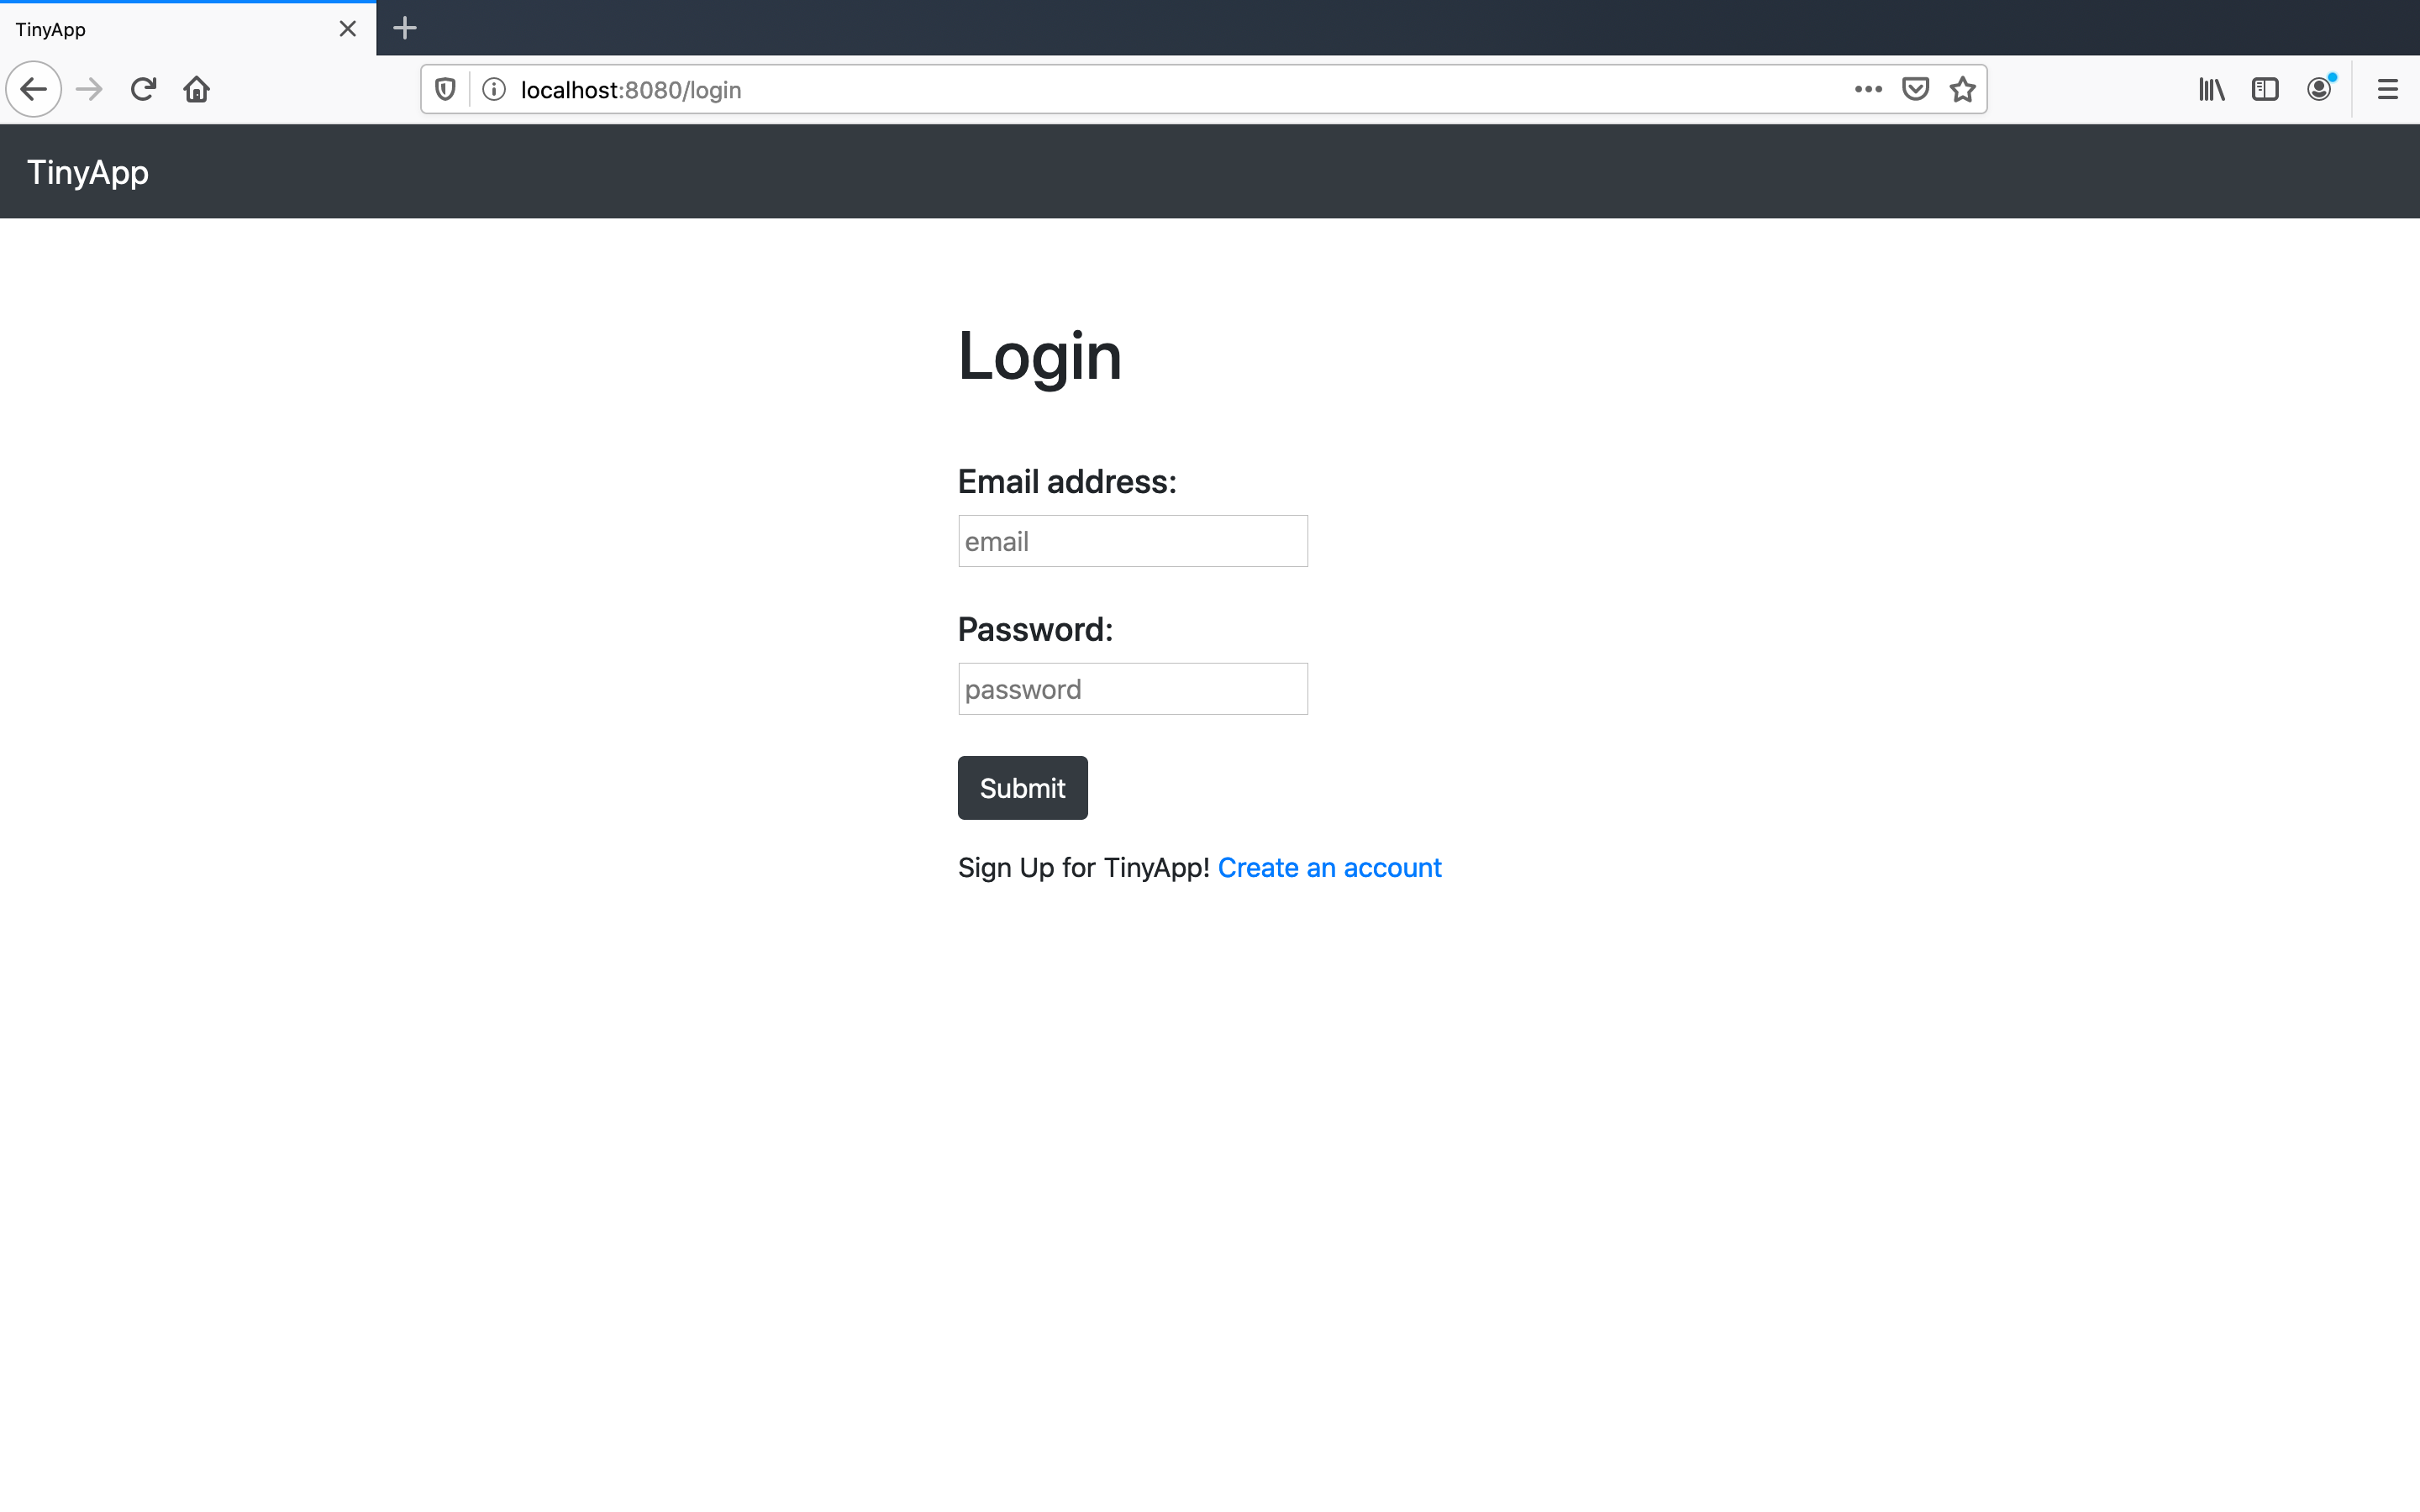 TinyApp
localhost:8080/login
TinyApp
Login
Email address:
email
Password:
password
Submit
Sign Up for TinyApp! Create an account